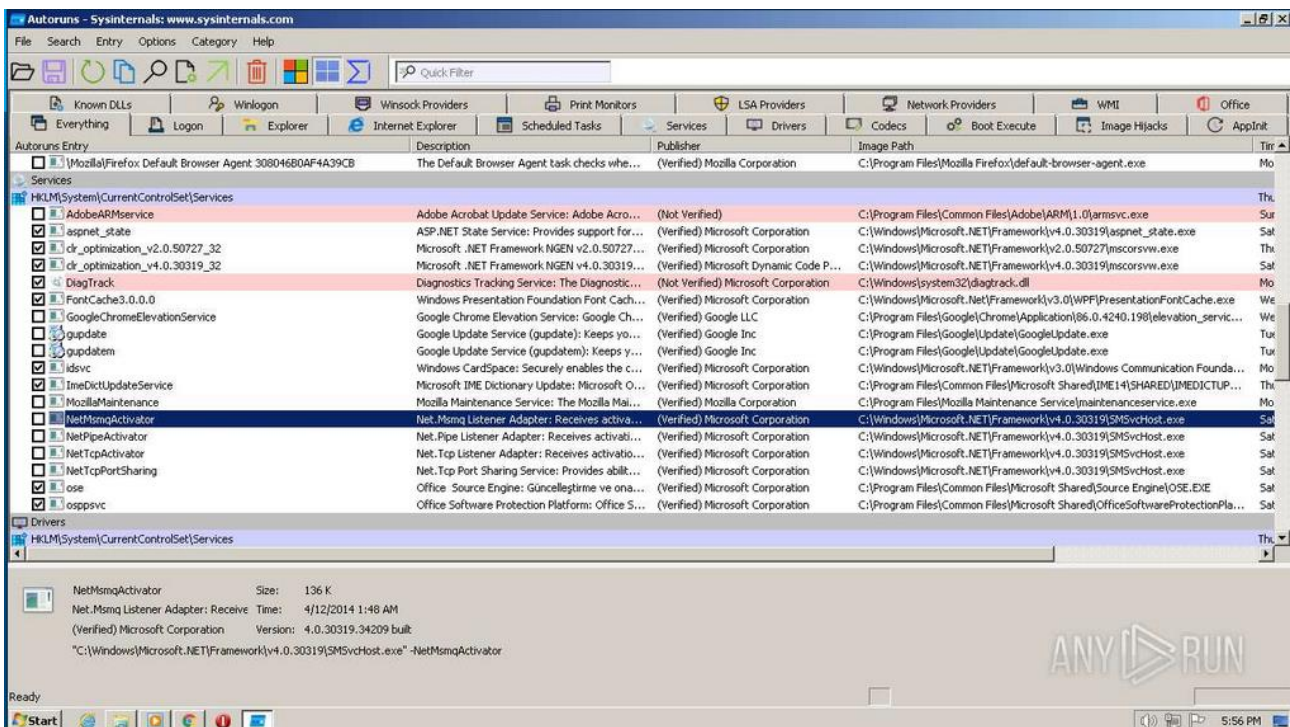 Autoruns - Sysinternals: www.sysinternals.com
File Search Entry Options Category Help
Quick Filter
Known DLLs Winlogon Winsock Providers Print Monitors LSA Providers Network Providers WMI Office
Everything Logon Explorer Internet Explorer Scheduled Tasks Services Drivers Codecs Boot Execute Image Hijacks AppInit
Autoruns Entry Description Publisher Image Path
\Mozilla\Firefox Default Browser Agent 308046B0AF4A39CB The Default Browser Agent task checks whe... (Verified) Mozilla Corporation C:\Program Files\Mozilla Firefox\default-browser-agent.exe Mo
Services
HKLM\System\CurrentControlSet\Services Thu
AdobeARMservice Adobe Acrobat Update Service: Adobe Acro... (Not Verified) C:\Program Files\Common Files\Adobe\ARM\1.0\armsvc.exe Sur
aspnet_state ASP.NET State Service: Provides support for... (Verified) Microsoft Corporation C:\Windows\Microsoft.NET\Framework\v4.0.30319\aspnet_state.exe Sat
clr_optimization_v2.0.50727_32 Microsoft .NET Framework NGEN v2.0.50727... (Verified) Microsoft Corporation C:\Windows\Microsoft.NET\Framework\v2.0.50727\mscorsvw.exe Thu
clr_optimization_v4.0.30319_32 Microsoft .NET Framework NGEN v4.0.30319... (Verified) Microsoft Dynamic Code P... C:\Windows\Microsoft.NET\Framework\v4.0.30319\mscorsvw.exe Sat
DiagTrack Diagnostics Tracking Service: The Diagnostic... (Not Verified) Microsoft Corporation C:\Windows\system32\diagtrack.dll Mo
FontCache3.0.0.0 Windows Presentation Foundation Font Cach... (Verified) Microsoft Corporation C:\Windows\Microsoft.Net\Framework\v3.0\WPF\PresentationFontCache.exe We
GoogleChromeElevationService Google Chrome Elevation Service: Google Ch... (Verified) Google LLC C:\Program Files\Google\Chrome\Application\86.0.4240.198\elevation_servic... We
gupdate Google Update Service (gupdate): Keeps yo... (Verified) Google Inc C:\Program Files\Google\Update\GoogleUpdate.exe Tue
gupdatem Google Update Service (gupdatem): Keeps y... (Verified) Google Inc C:\Program Files\Google\Update\GoogleUpdate.exe Tue
idsvc Windows CardSpace: Securely enables the c... (Verified) Microsoft Corporation C:\Windows\Microsoft.NET\Framework\v3.0\Windows Communication Founda... Mo
ImeDictUpdateService Microsoft IME Dictionary Update: Microsoft O... (Verified) Microsoft Corporation C:\Program Files\Common Files\Microsoft Shared\IME14\SHARED\IMEDICTUP... Thu
MozillaMaintenance Mozilla Maintenance Service: The Mozilla Mai... (Verified) Mozilla Corporation C:\Program Files\Mozilla Maintenance Service\maintenanceservice.exe Mo
NetMsmqActivator Net.Msmq Listener Adapter: Receives activa... (Verified) Microsoft Corporation C:\Windows\Microsoft.NET\Framework\v4.0.30319\SMSvcHost.exe Sat
NetPipeActivator Net.Pipe Listener Adapter: Receives activati... (Verified) Microsoft Corporation C:\Windows\Microsoft.NET\Framework\v4.0.30319\SMSvcHost.exe Sat
NetTcpActivator Net.Tcp Listener Adapter: Receives activatio... (Verified) Microsoft Corporation C:\Windows\Microsoft.NET\Framework\v4.0.30319\SMSvcHost.exe Sat
NetTcpPortSharing Net.Tcp Port Sharing Service: Provides abilit... (Verified) Microsoft Corporation C:\Windows\Microsoft.NET\Framework\v4.0.30319\SMSvcHost.exe Sat
ose Office Source Engine: Güncelleştirme ve ona... (Verified) Microsoft Corporation C:\Program Files\Common Files\Microsoft Shared\Source Engine\OSE.EXE Sat
osppsvc Office Software Protection Platform: Office S... (Verified) Microsoft Corporation C:\Program Files\Common Files\Microsoft Shared\OfficeSoftwareProtectionPla... Sat
Drivers
HKLM\System\CurrentControlSet\Services Thu
NetMsmqActivator Size: 136 K
Net.Msmq Listener Adapter: Receive Time: 4/12/2014 1:48 AM
(Verified) Microsoft Corporation Version: 4.0.30319.34209 built
"C:\Windows\Microsoft.NET\Framework\v4.0.30319\SMSvcHost.exe" -NetMsmqActivator
ANY RUN
Ready
Start 5:56 PM